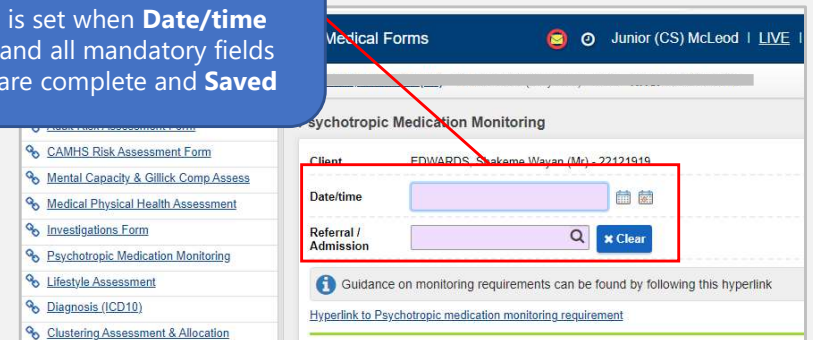 is set when Date/time
and all mandatory fields
are complete and Saved
Medical Forms
Junior (CS) McLeod | LIVE |
Psychotropic Medication Monitoring
CAMHS Risk Assessment Form
Mental Capacity & Gillick Comp Assess
Medical Physical Health Assessment
Investigations Form
Psychotropic Medication Monitoring
Lifestyle Assessment
Diagnosis (ICD10)
Clustering Assessment & Allocation
Client EDWARDS, Shakeme Wayan (Mr) - 22121919
Date/time
Referral /
Admission
× Clear
Guidance on monitoring requirements can be found by following this hyperlink
Hyperlink to Psychotropic medication monitoring requirement